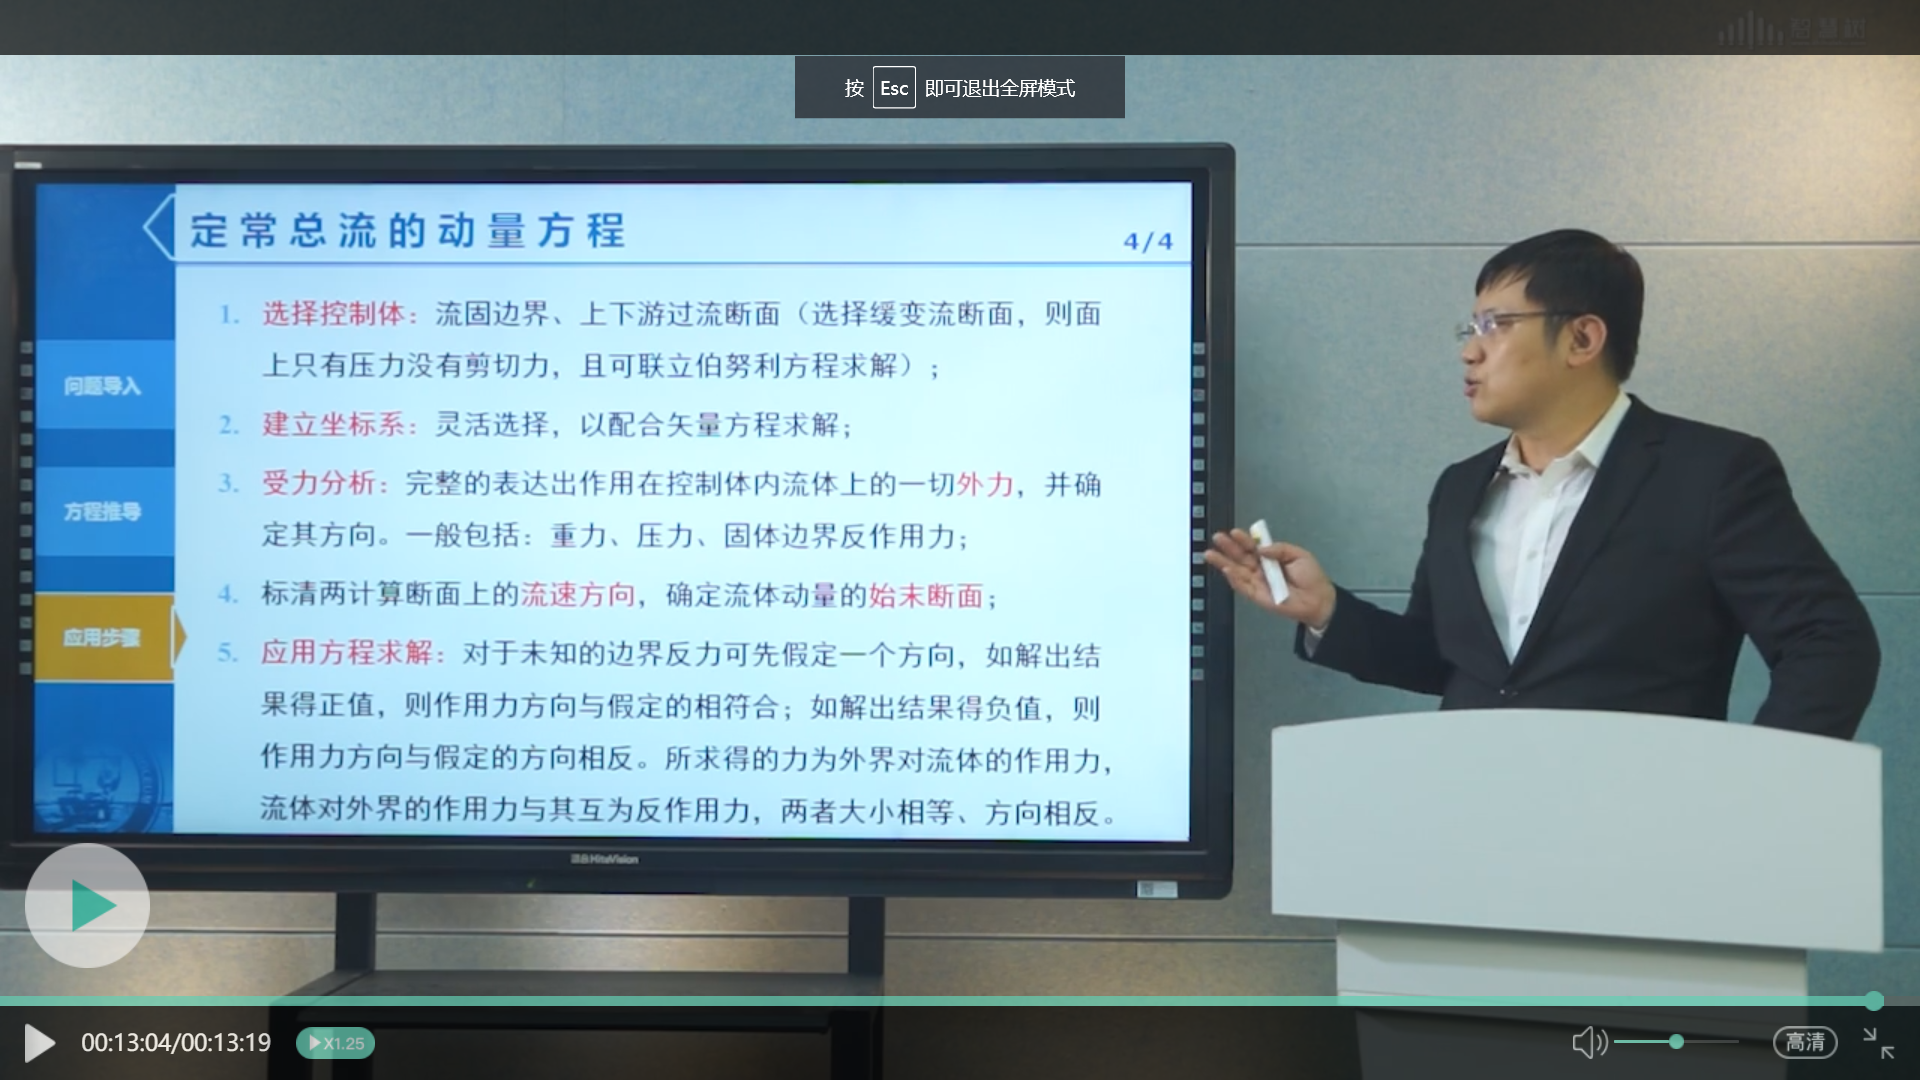 智慧树
按 Esc 即可退出全屏模式
定常总流的动量方程
4/4
问题导入
方程推导
应用步骤
1. 选择控制体：流固边界、上下游过流断面（选择缓变流断面，则面
上只有压力没有剪切力，且可联立伯努利方程求解）；
2. 建立坐标系：灵活选择，以配合矢量方程求解；
3. 受力分析：完整的表达出作用在控制体内流体上的一切外力，并确
定其方向。一般包括：重力、压力、固体边界反作用力；
4. 标清两计算断面上的流速方向，确定流体动量的始末断面；
5. 应用方程求解：对于未知的边界反力可先假定一个方向，如解出结
果得正值，则作用力方向与假定的相符合；如解出结果得负值，则
作用力方向与假定的方向相反。所求得的力为外界对流体的作用力，
流体对外界的作用力与其互为反作用力，两者大小相等、方向相反。
HiteVision
00:13:04/00:13:19
X1.25
高清